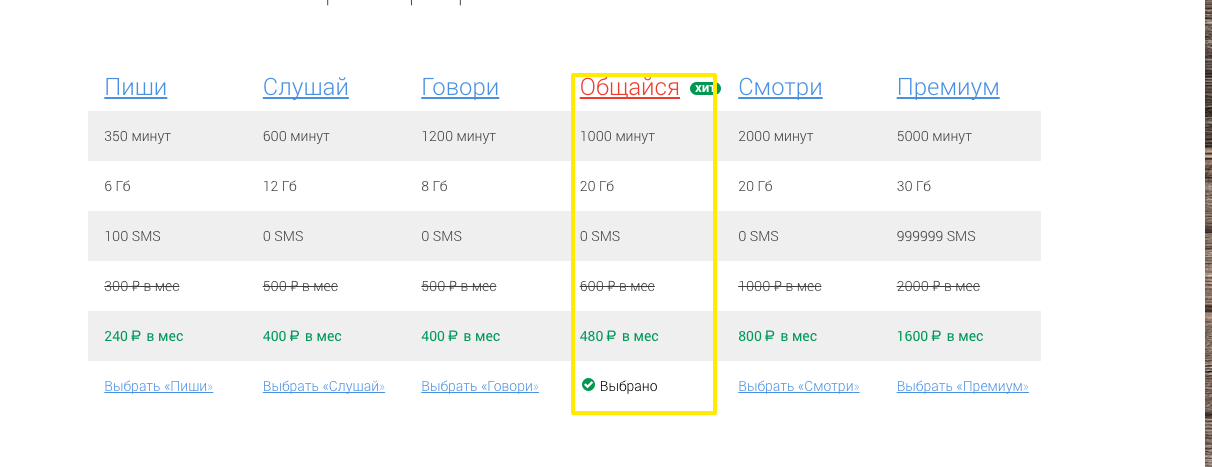 Пиши Слушай Говори Общайся ХИТ Смотри Премиум
350 минут 600 минут 1200 минут 1000 минут 2000 минут 5000 минут
6 Гб 12 Гб 8 Гб 20 Гб 20 Гб 30 Гб
100 SMS 0 SMS 0 SMS 0 SMS 0 SMS 999999 SMS
300 ₽ в мес 500 ₽ в мес 500 ₽ в мес 600 ₽ в мес 1000 ₽ в мес 2000 ₽ в мес
240 ₽ в мес 400 ₽ в мес 400 ₽ в мес 480 ₽ в мес 800 ₽ в мес 1600 ₽ в мес
Выбрать «Пиши» Выбрать «Слушай» Выбрать «Говори» Выбрано Выбрать «Смотри» Выбрать «Премиум»